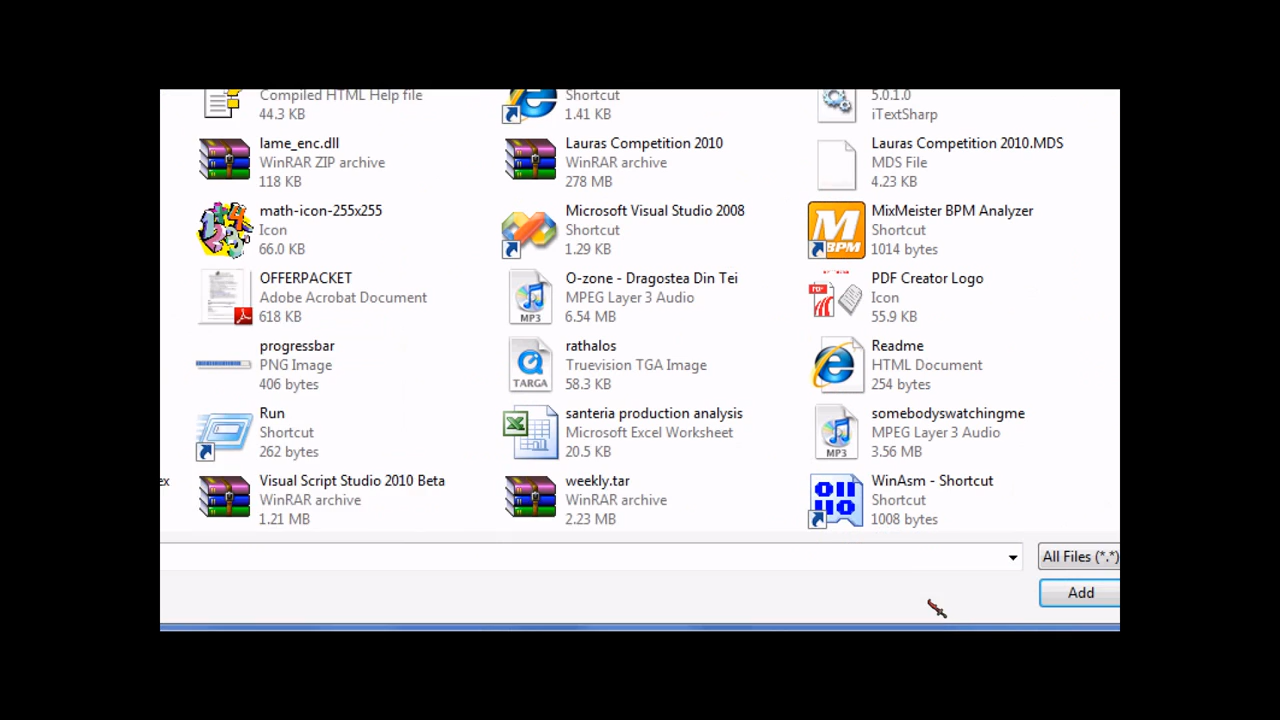 Compiled HTML Help file
44.3 KB
Shortcut
1.41 KB
5.0.1.0
iTextSharp
lame_enc.dll
WinRAR ZIP archive
118 KB
Lauras Competition 2010
WinRAR archive
278 MB
Lauras Competition 2010.MDS
MDS File
4.23 KB
math-icon-255x255
Icon
66.0 KB
Microsoft Visual Studio 2008
Shortcut
1.29 KB
M
BPM
MixMeister BPM Analyzer
Shortcut
1014 bytes
OFFERPACKET
Adobe Acrobat Document
618 KB
MP3
O-zone - Dragostea Din Tei
MPEG Layer 3 Audio
6.54 MB
PDF
PDF Creator Logo
Icon
55.9 KB
progressbar
PNG Image
406 bytes
TARGA
rathalos
Truevision TGA Image
58.3 KB
Readme
HTML Document
254 bytes
Run
Shortcut
262 bytes
santeria production analysis
Microsoft Excel Worksheet
20.5 KB
MP3
somebodyswatchingme
MPEG Layer 3 Audio
3.56 MB
ex
Visual Script Studio 2010 Beta
WinRAR archive
1.21 MB
weekly.tar
WinRAR archive
2.23 MB
WinAsm - Shortcut
Shortcut
1008 bytes
All Files (*.*)
Add